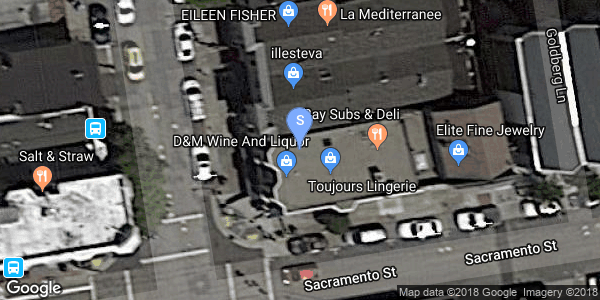 EILEEN FISHER
La Mediterranee
illesteva
Goldberg Ln
Bay Subs & Deli
S
D&M Wine And Liquor
Elite Fine Jewelry
Salt & Straw
Toujours Lingerie
Sacramento St
Sacramento St
Google
Map data ©2018 Google Imagery ©2018